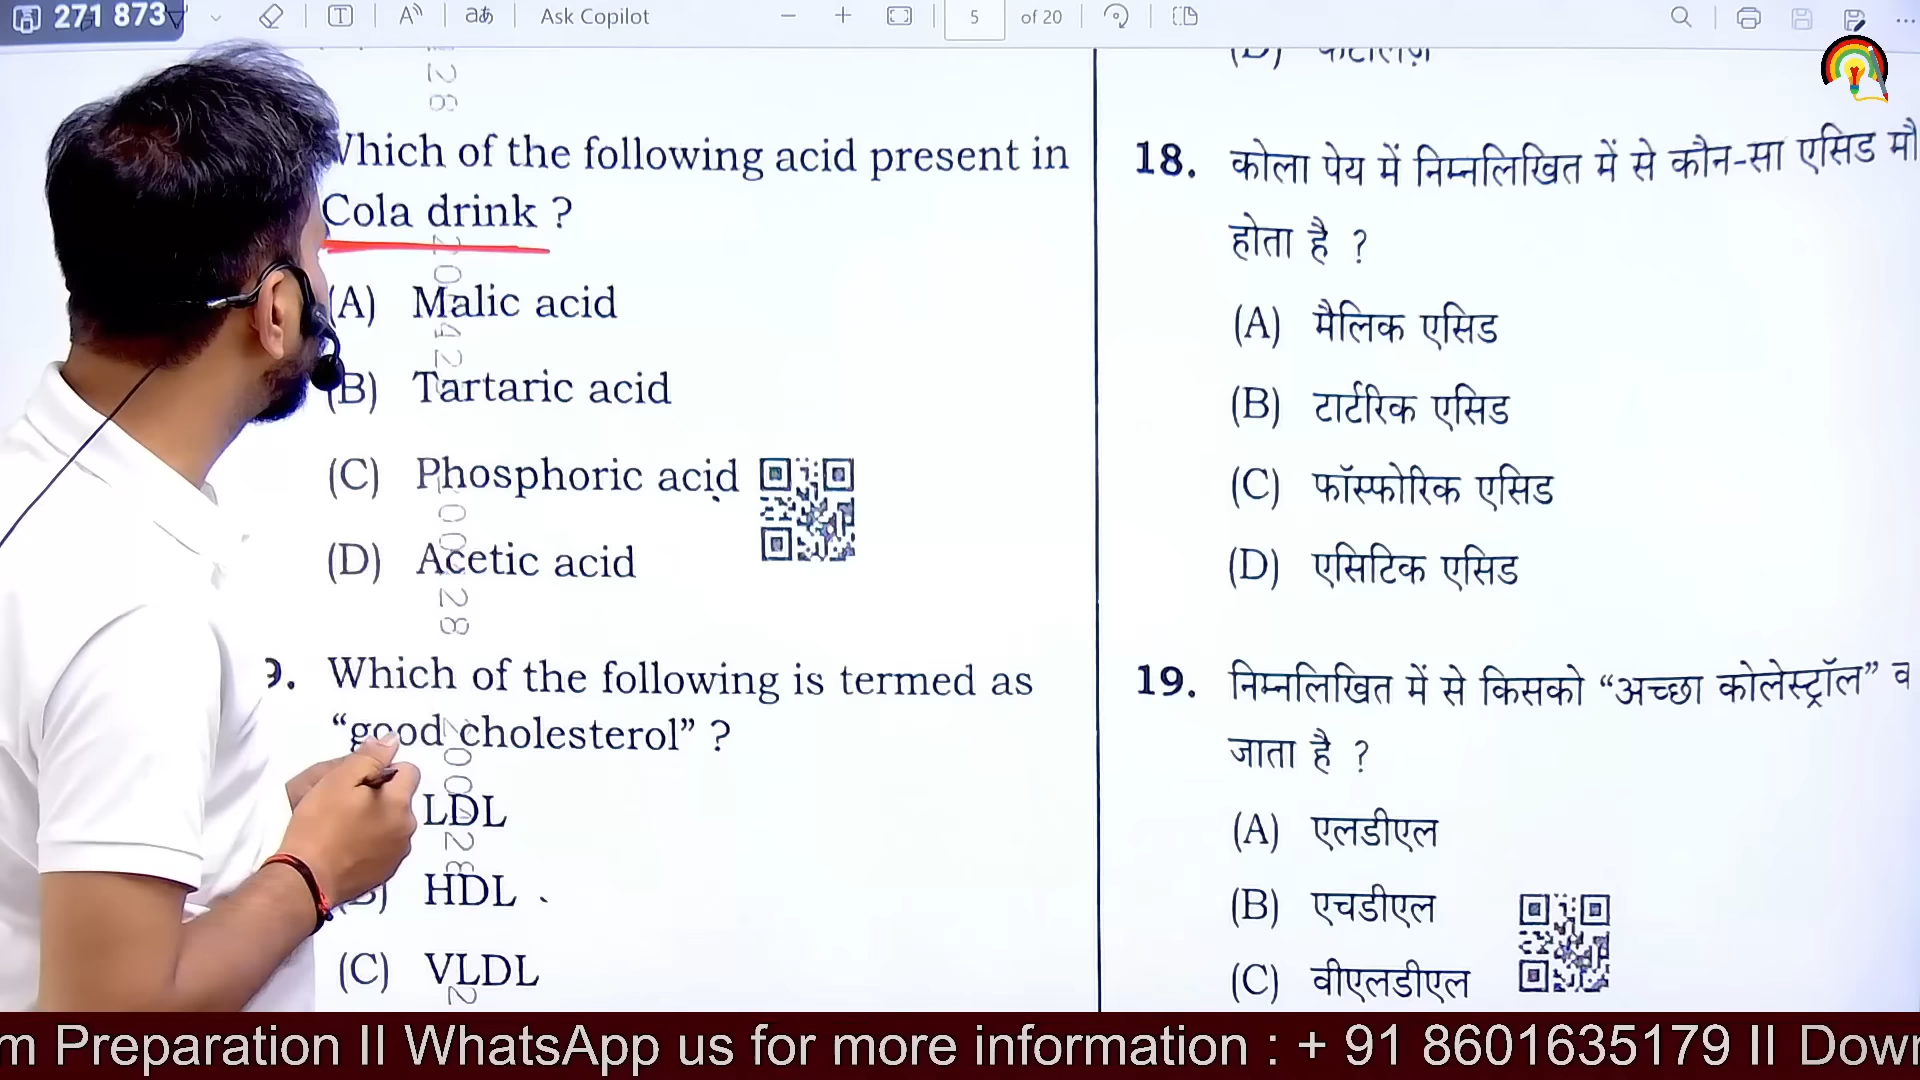 271 873
Ask Copilot
5 of 20
Which of the following acid present in
Cola drink ?
(A) Malic acid
(B) Tartaric acid
(C) Phosphoric acid
(D) Acetic acid
9. Which of the following is termed as
“good cholesterol” ?
LDL
(B) HDL
(C) VLDL
18. कोला पेय में निम्नलिखित में से कौन-सा एसिड मौ
होता है ?
(A) मैलिक एसिड
(B) टार्टरिक एसिड
(C) फॉस्फोरिक एसिड
(D) एसिटिक एसिड
19. निम्नलिखित में से किसको “अच्छा कोलेस्ट्रॉल” व
जाता है ?
(A) एलडीएल
(B) एचडीएल
(C) वीएलडीएल
m Preparation II WhatsApp us for more information : + 91 8601635179 II Down